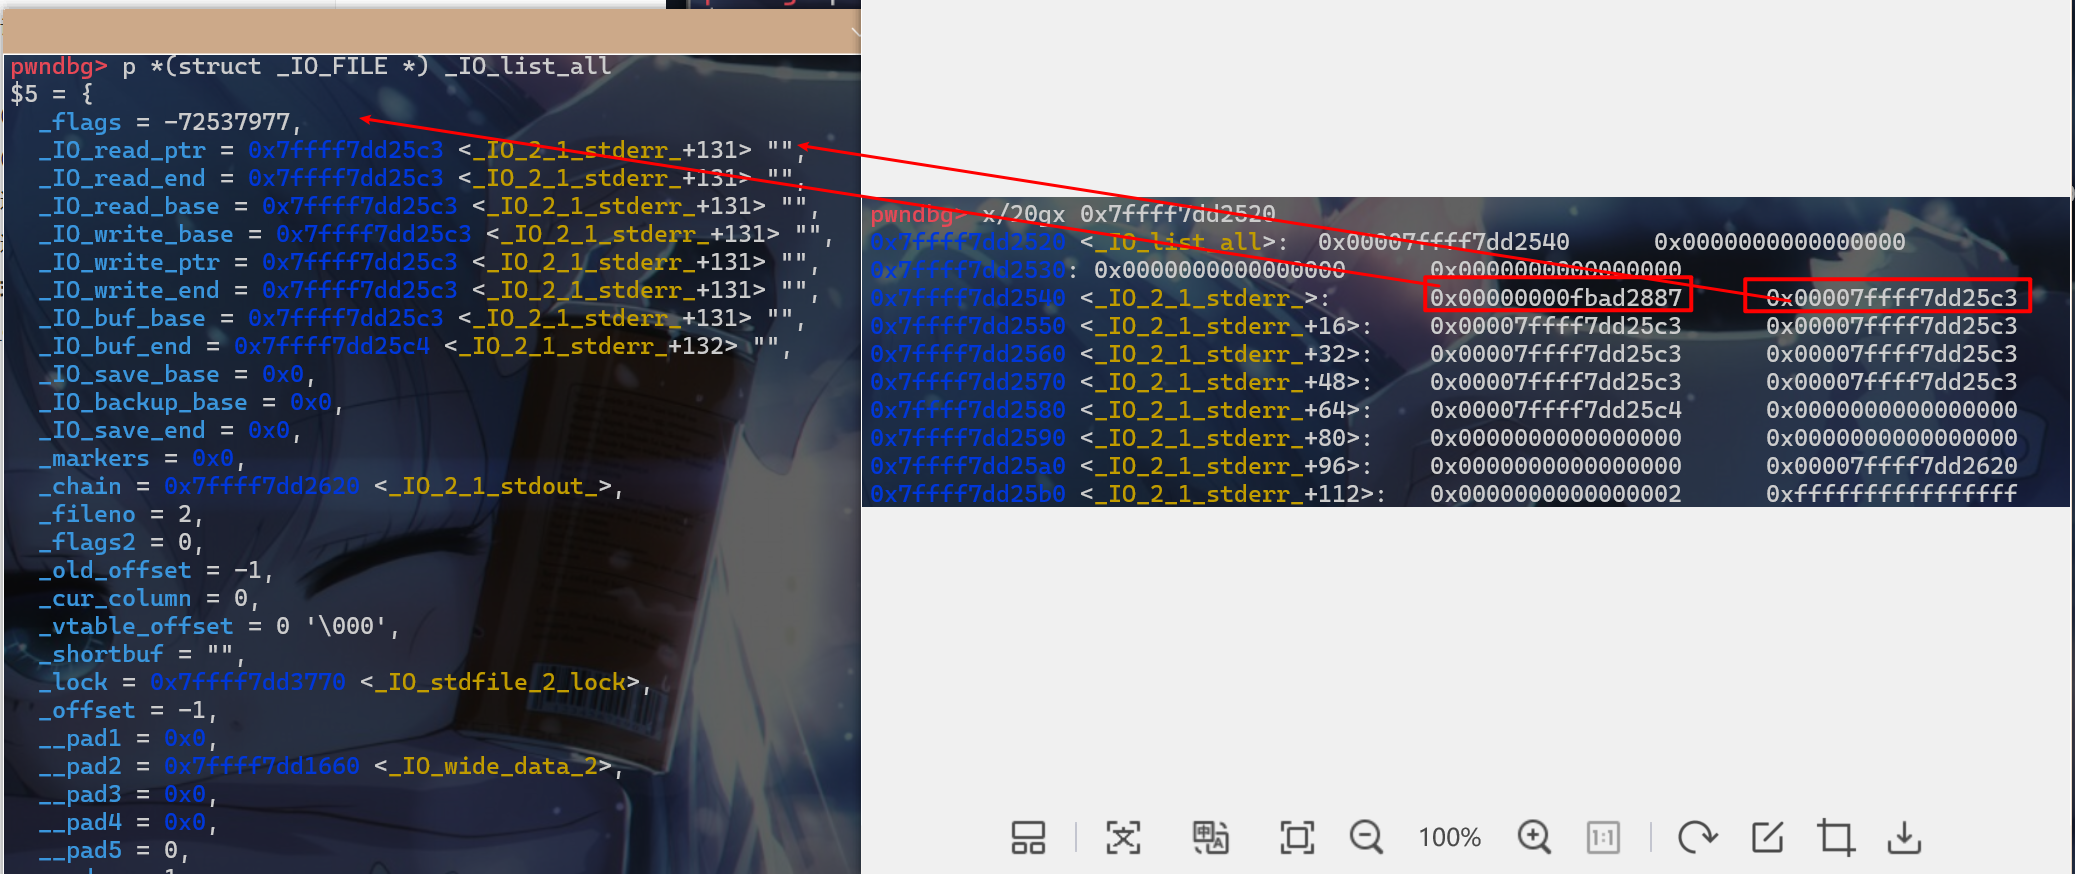 pwndbg> p *(struct _IO_FILE *) _IO_list_all
$5 = {
_flags = -72537977,
_IO_read_ptr = 0x7ffff7dd25c3 <_IO_2_1_stderr_+131> "",
_IO_read_end = 0x7ffff7dd25c3 <_IO_2_1_stderr_+131> "",
_IO_read_base = 0x7ffff7dd25c3 <_IO_2_1_stderr_+131> "",
_IO_write_base = 0x7ffff7dd25c3 <_IO_2_1_stderr_+131> "",
_IO_write_ptr = 0x7ffff7dd25c3 <_IO_2_1_stderr_+131> "",
_IO_write_end = 0x7ffff7dd25c3 <_IO_2_1_stderr_+131> "",
_IO_buf_base = 0x7ffff7dd25c3 <_IO_2_1_stderr_+131> "",
_IO_buf_end = 0x7ffff7dd25c4 <_IO_2_1_stderr_+132> "",
_IO_save_base = 0x0,
_IO_backup_base = 0x0,
_IO_save_end = 0x0,
_markers = 0x0,
_chain = 0x7ffff7dd2620 <_IO_2_1_stdout_>,
_fileno = 2,
_flags2 = 0,
_old_offset = -1,
_cur_column = 0,
_vtable_offset = 0 '\000',
_shortbuf = "",
_lock = 0x7ffff7dd3770 <_IO_stdfile_2_lock>,
_offset = -1,
__pad1 = 0x0,
__pad2 = 0x7ffff7dd1660 <_IO_wide_data_2>,
__pad3 = 0x0,
__pad4 = 0x0,
__pad5 = 0,
pwndbg> x/20gx 0x7ffff7dd2520
0x7ffff7dd2520 <_IO_list_all>: 0x00007ffff7dd2540 0x0000000000000000
0x7ffff7dd2530: 0x0000000000000000 0x0000000000000000
0x7ffff7dd2540 <_IO_2_1_stderr_>: 0x00000000fbad2887 0x00007ffff7dd25c3
0x7ffff7dd2550 <_IO_2_1_stderr_+16>: 0x00007ffff7dd25c3 0x00007ffff7dd25c3
0x7ffff7dd2560 <_IO_2_1_stderr_+32>: 0x00007ffff7dd25c3 0x00007ffff7dd25c3
0x7ffff7dd2570 <_IO_2_1_stderr_+48>: 0x00007ffff7dd25c3 0x00007ffff7dd25c3
0x7ffff7dd2580 <_IO_2_1_stderr_+64>: 0x00007ffff7dd25c4 0x0000000000000000
0x7ffff7dd2590 <_IO_2_1_stderr_+80>: 0x0000000000000000 0x0000000000000000
0x7ffff7dd25a0 <_IO_2_1_stderr_+96>: 0x0000000000000000 0x00007ffff7dd2620
0x7ffff7dd25b0 <_IO_2_1_stderr_+112>: 0x0000000000000002 0xffffffffffffffff
100%
1:1